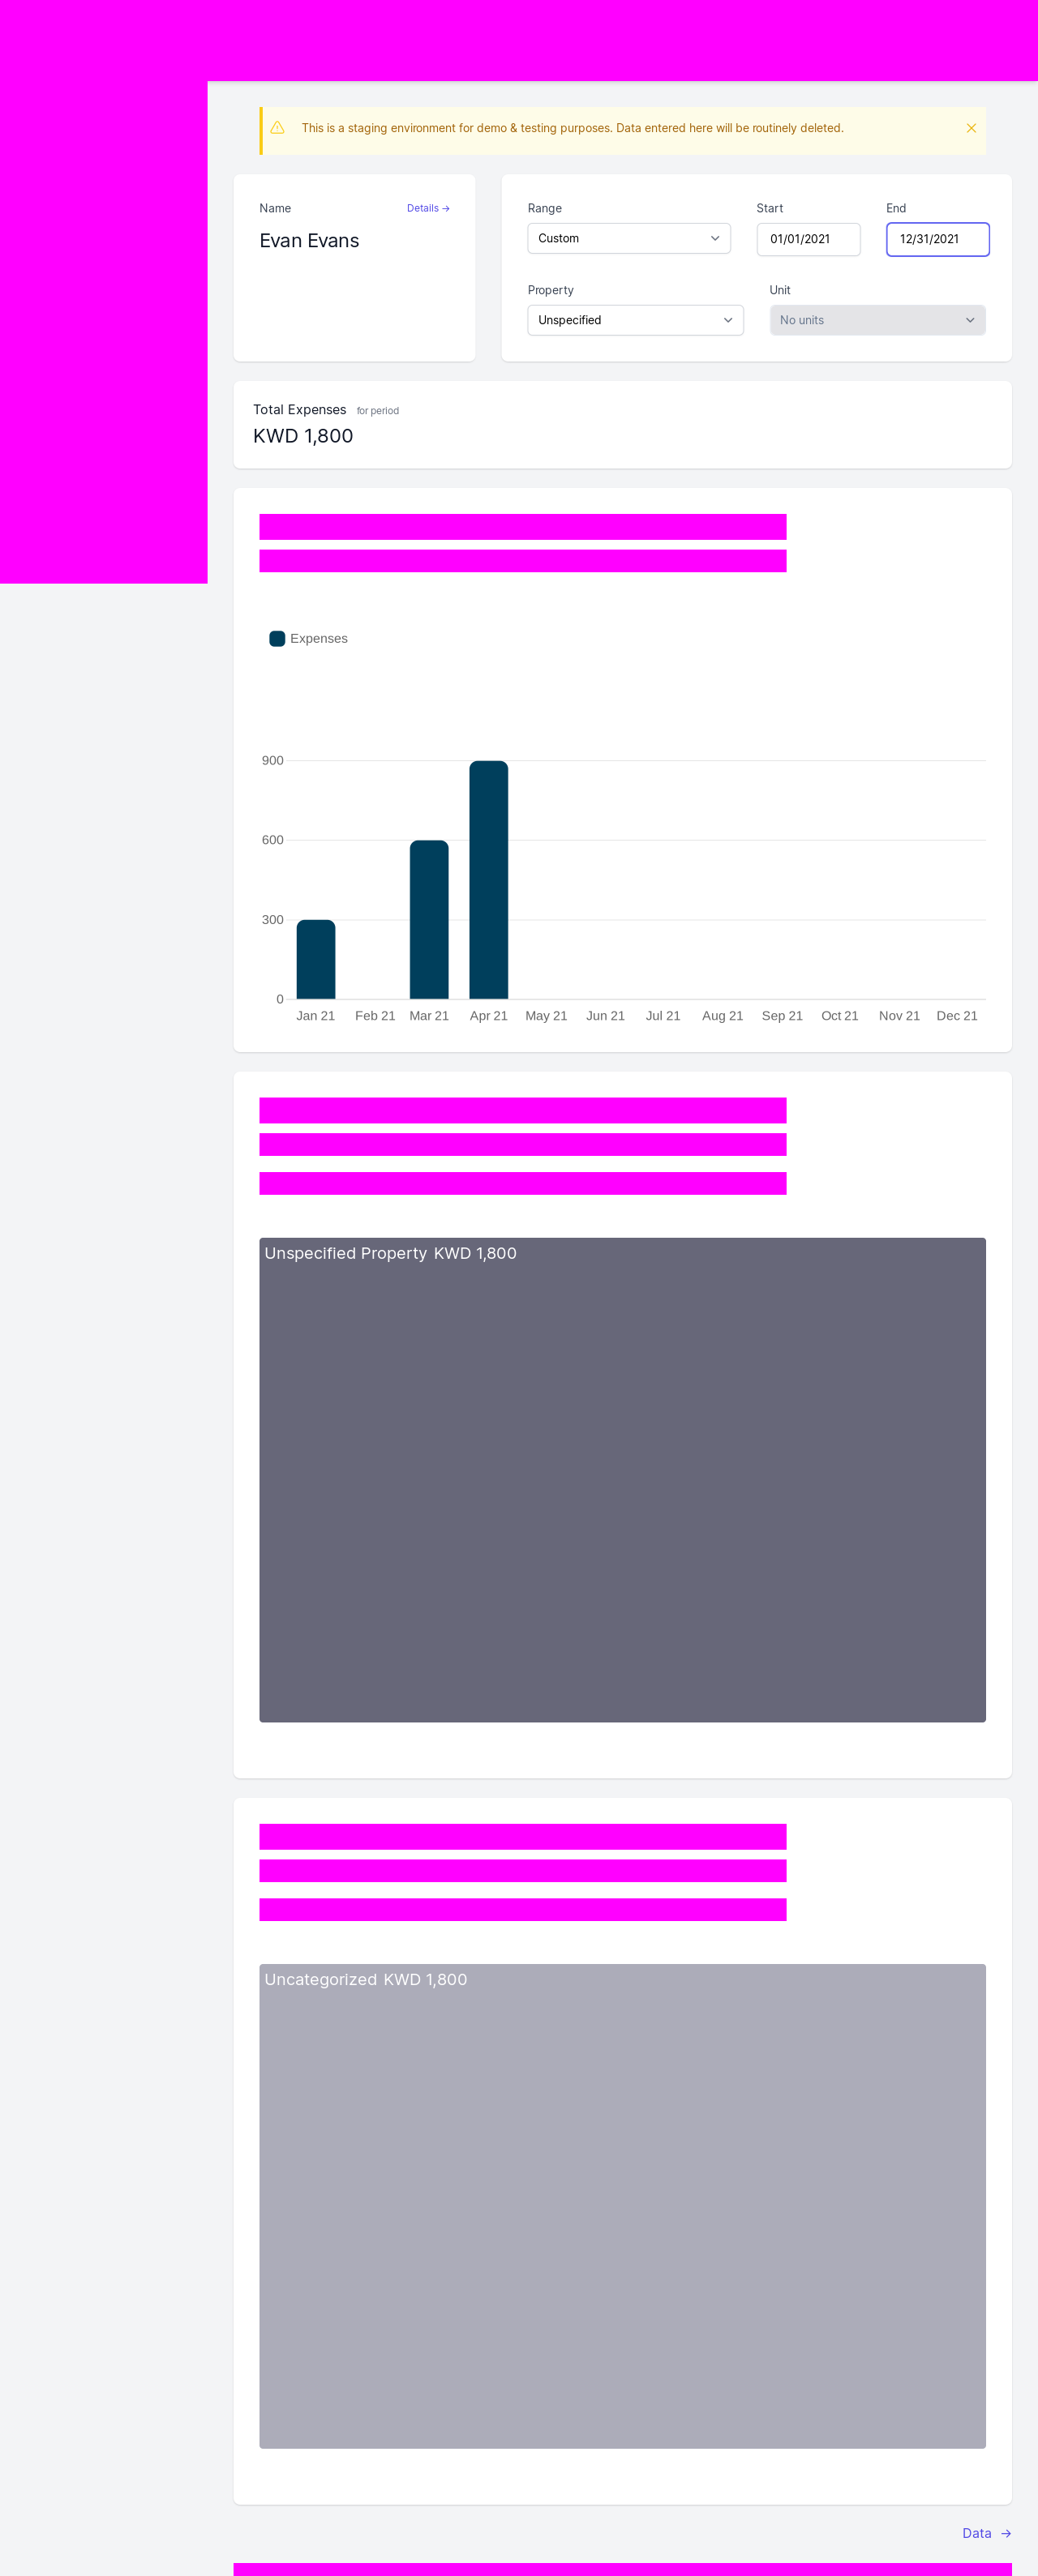 This is a staging environment for demo & testing purposes. Data entered here will be routinely deleted.
Name
Details →
Evan Evans
Range
Start
End
Custom
01/01/2021
12/31/2021
Property
Unit
Unspecified
No units
Total Expenses for period
KWD 1,800
Expenses
900
600
300
0
Jan 21 Feb 21 Mar 21 Apr 21 May 21 Jun 21 Jul 21 Aug 21 Sep 21 Oct 21 Nov 21 Dec 21
Unspecified Property KWD 1,800
Uncategorized KWD 1,800
Data →